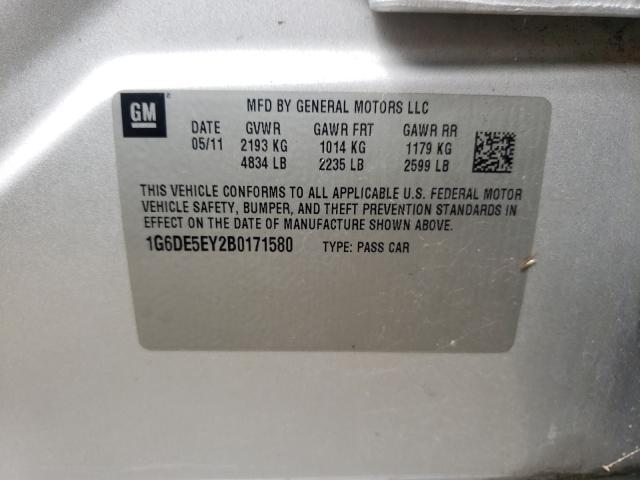 GM
MFD BY GENERAL MOTORS LLC
DATE GVWR GAWR FRT GAWR RR
05/11 2193 KG 1014 KG 1179 KG
4834 LB 2235 LB 2599 LB
THIS VEHICLE CONFORMS TO ALL APPLICABLE U.S. FEDERAL MOTOR
VEHICLE SAFETY, BUMPER, AND THEFT PREVENTION STANDARDS IN
EFFECT ON THE DATE OF MANUFACTURE SHOWN ABOVE.
1G6DE5EY2B0171580 TYPE: PASS CAR